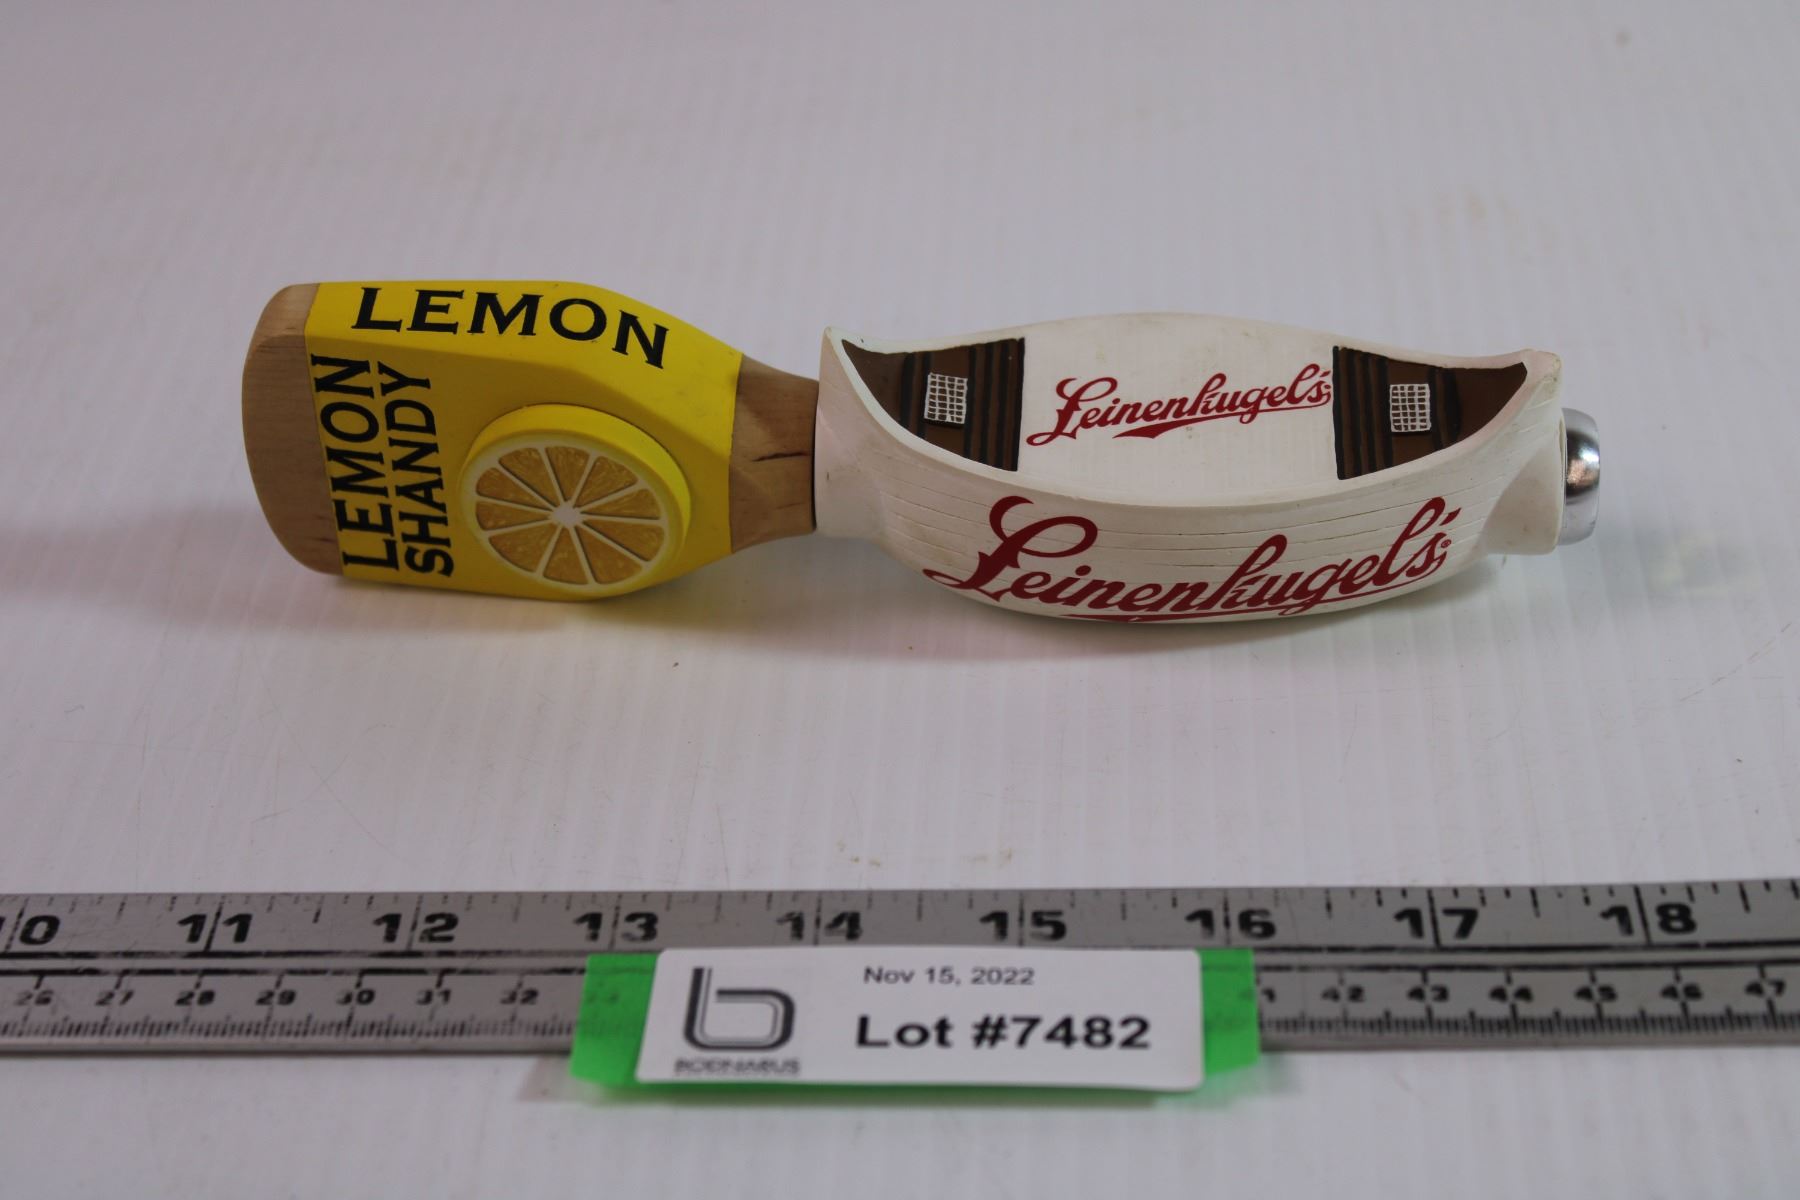 LEMON
LEMON
SHANDY
Leinenkugel's
Leinenkugel's®
10 11 12 13 14 15 16 17 18
26 27 28 29 30 31 32 42 43 44 45 46 47
Nov 15, 2022
Lot #7482
b
BODNARUS